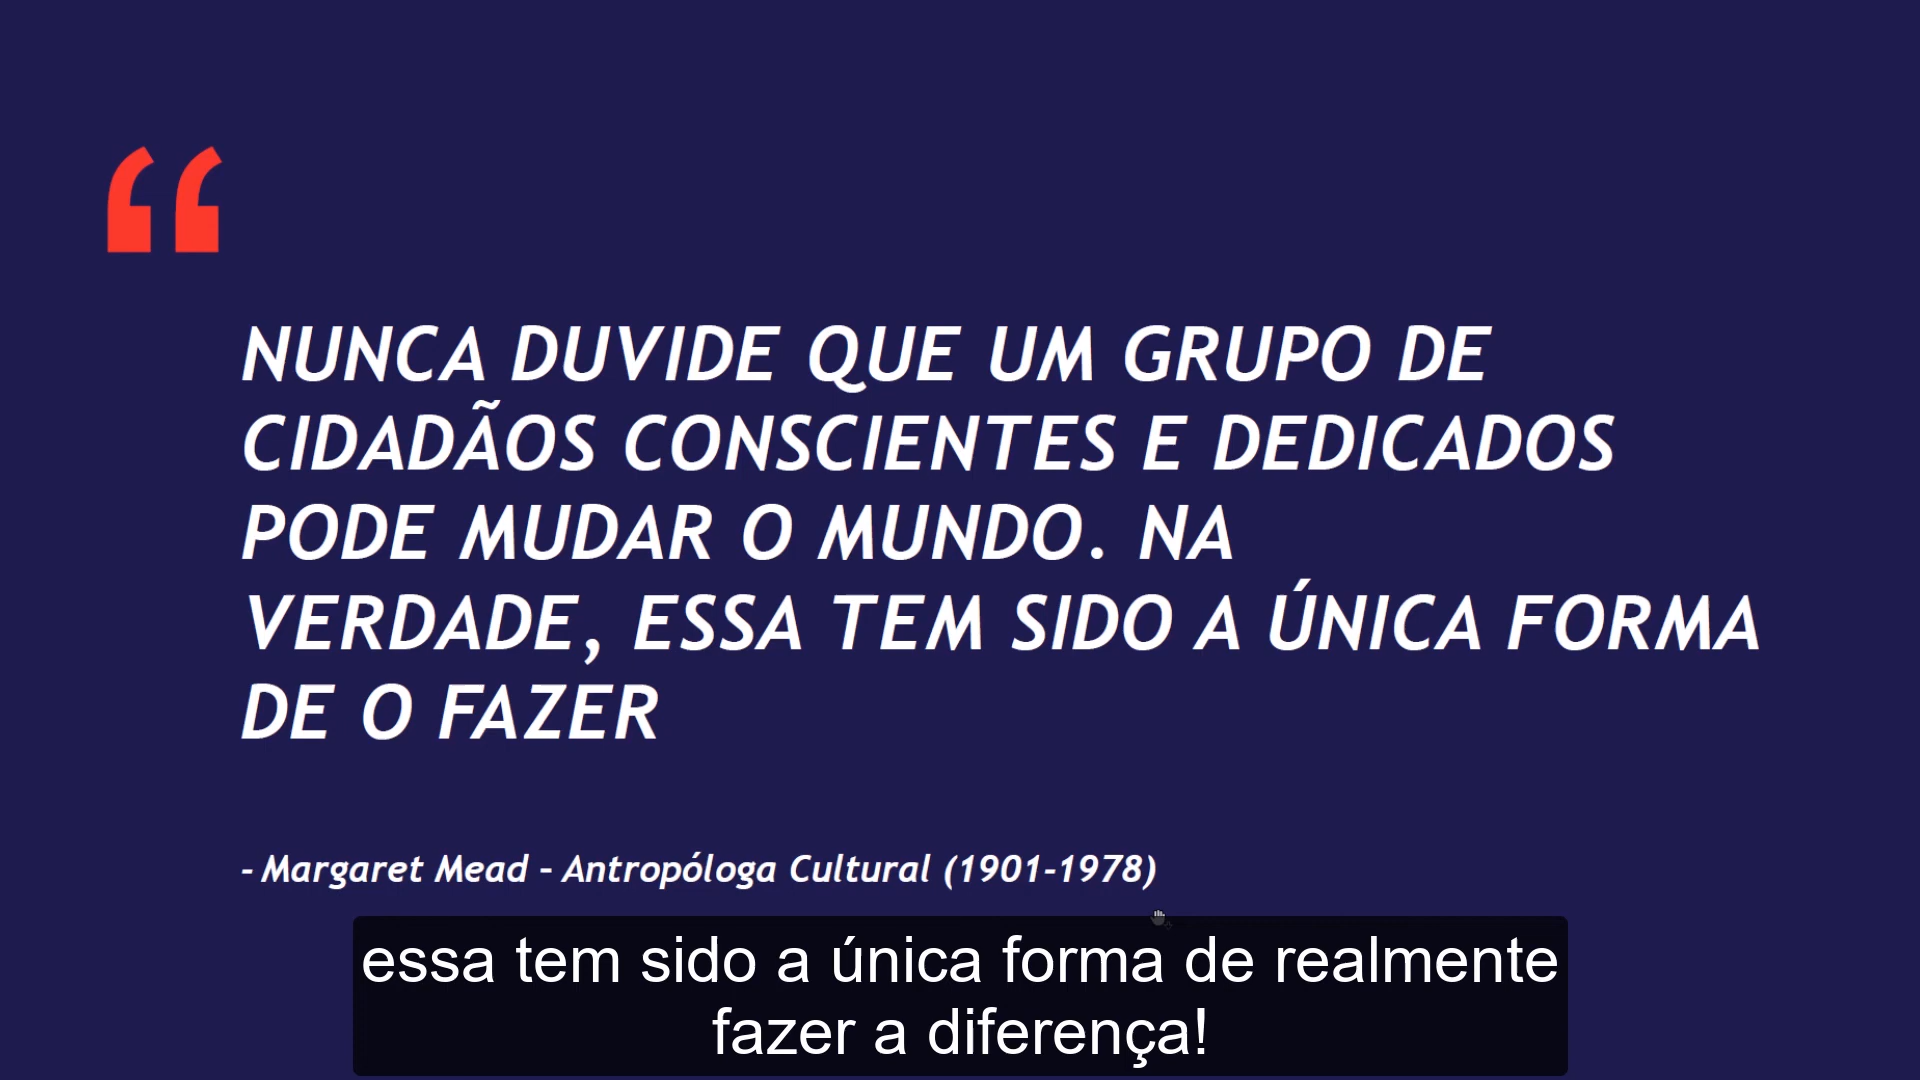 “
NUNCA DUVIDE QUE UM GRUPO DE
CIDADÃOS CONSCIENTES E DEDICADOS
PODE MUDAR O MUNDO. NA
VERDADE, ESSA TEM SIDO A ÚNICA FORMA
DE O FAZER
- Margaret Mead – Antropóloga Cultural (1901-1978)
essa tem sido a única forma de realmente
fazer a diferença!